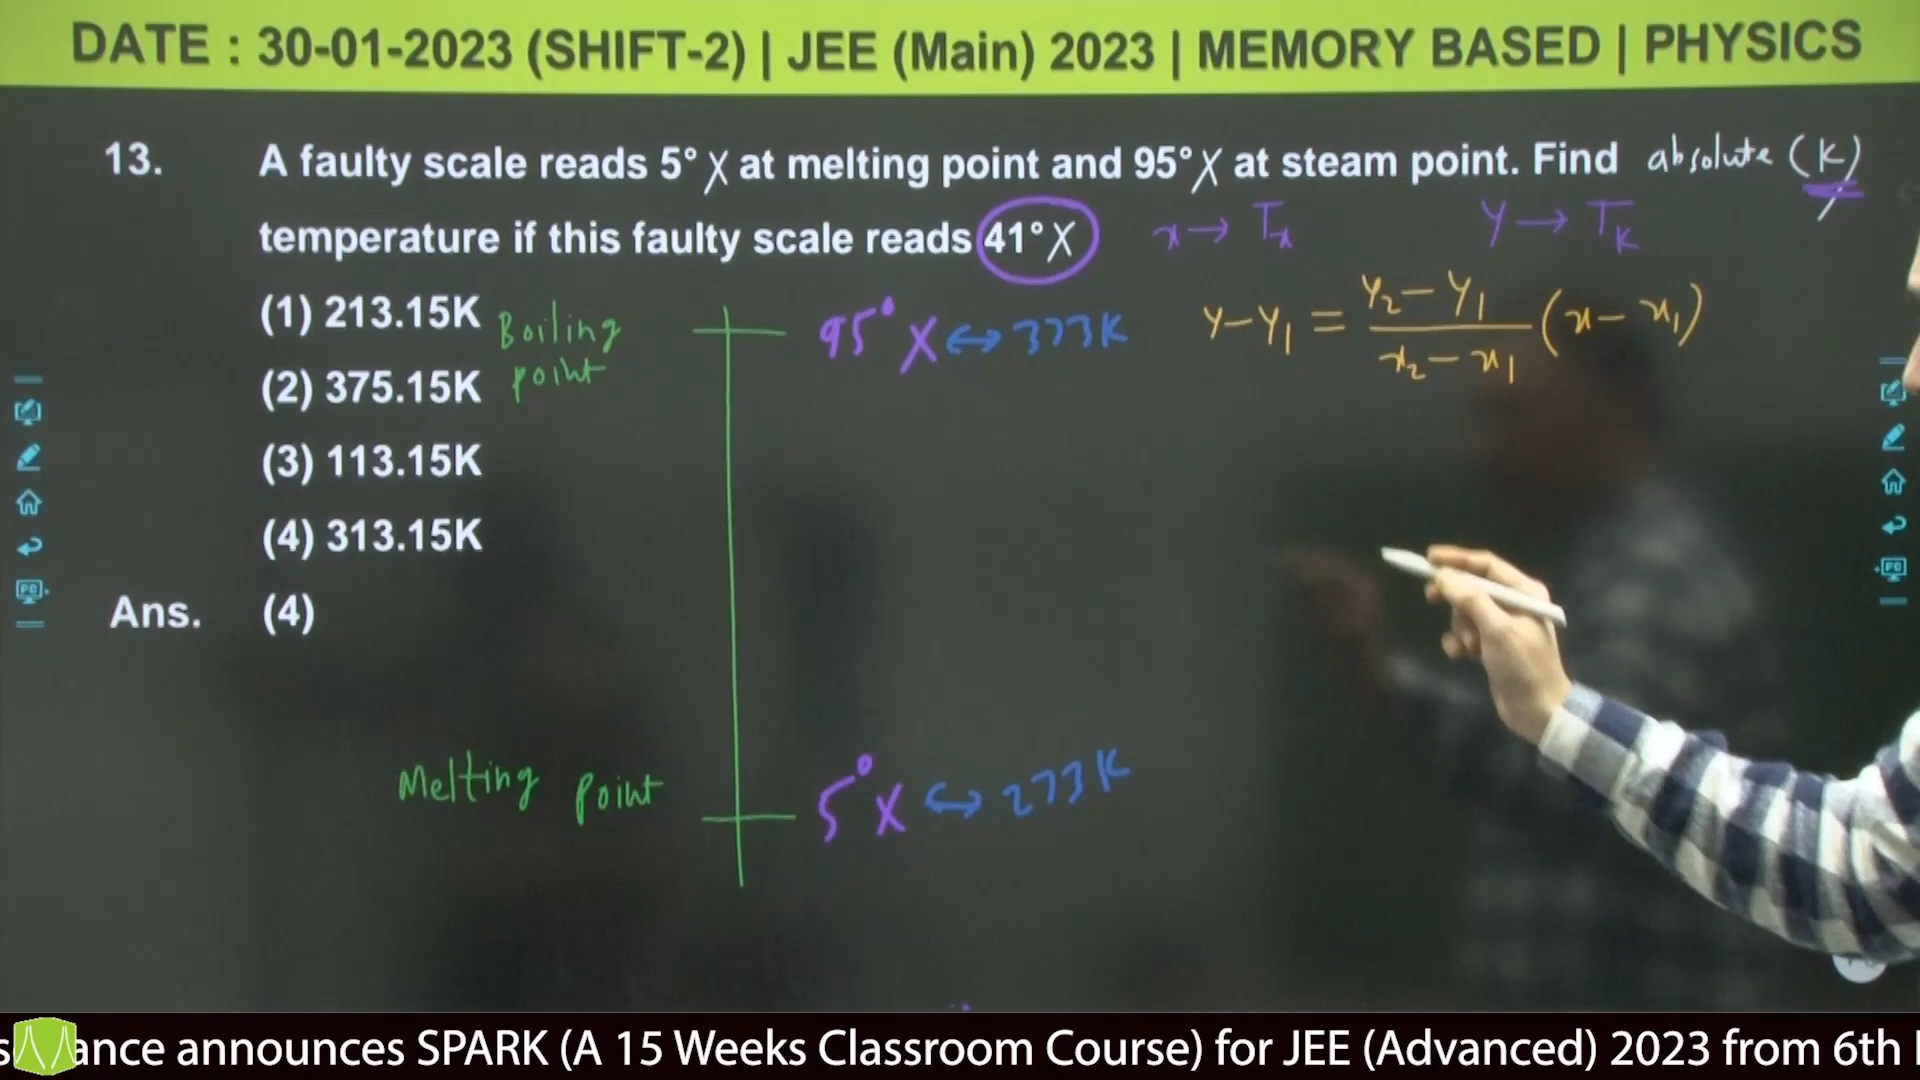 DATE : 30-01-2023 (SHIFT-2) | JEE (Main) 2023 | MEMORY BASED | PHYSICS
13. A faulty scale reads 5° X at melting point and 95° X at steam point. Find absolute (K)
temperature if this faulty scale reads 41° X
x → Tx
y → TK
(1) 213.15K
(2) 375.15K
(3) 113.15K
(4) 313.15K
Ans. (4)
Boiling
point
95° X ↔ 373K
y-y1 = y2-y1 / x2-x1 (x-x1)
Melting point
5° X ↔ 273K
PC
PC
ance announces SPARK (A 15 Weeks Classroom Course) for JEE (Advanced) 2023 from 6th